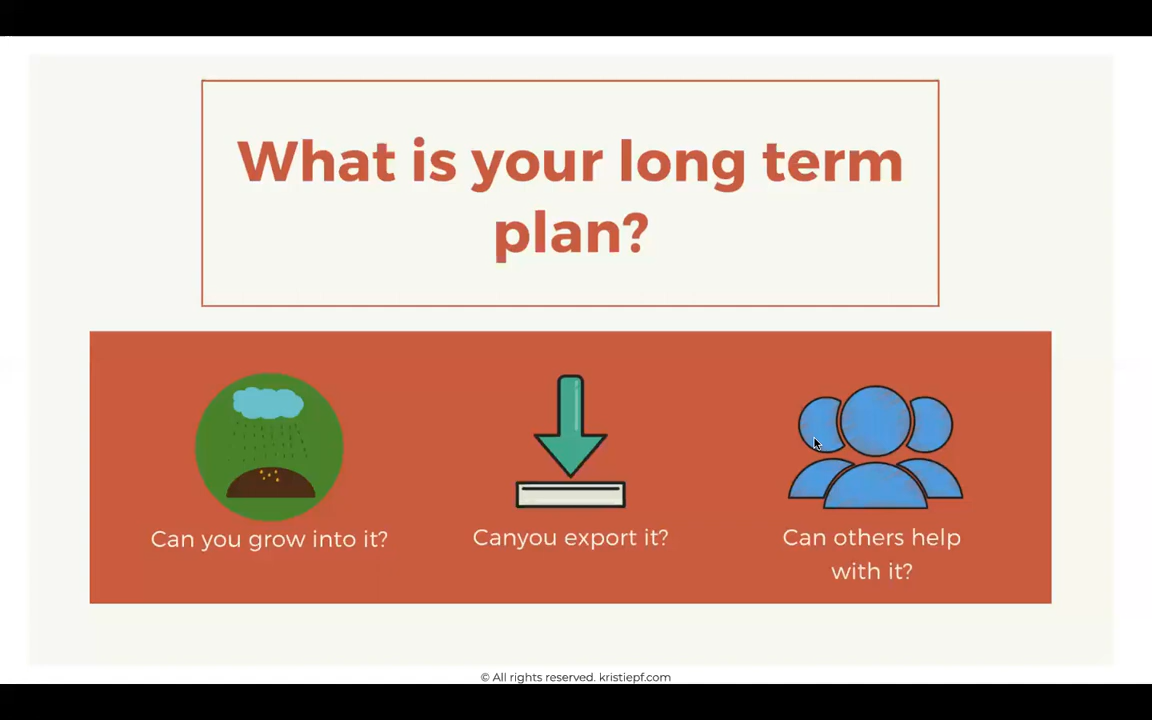 What is your long term
plan?
Can you grow into it?
Canyou export it?
Can others help
with it?
© All rights reserved. kristiepf.com